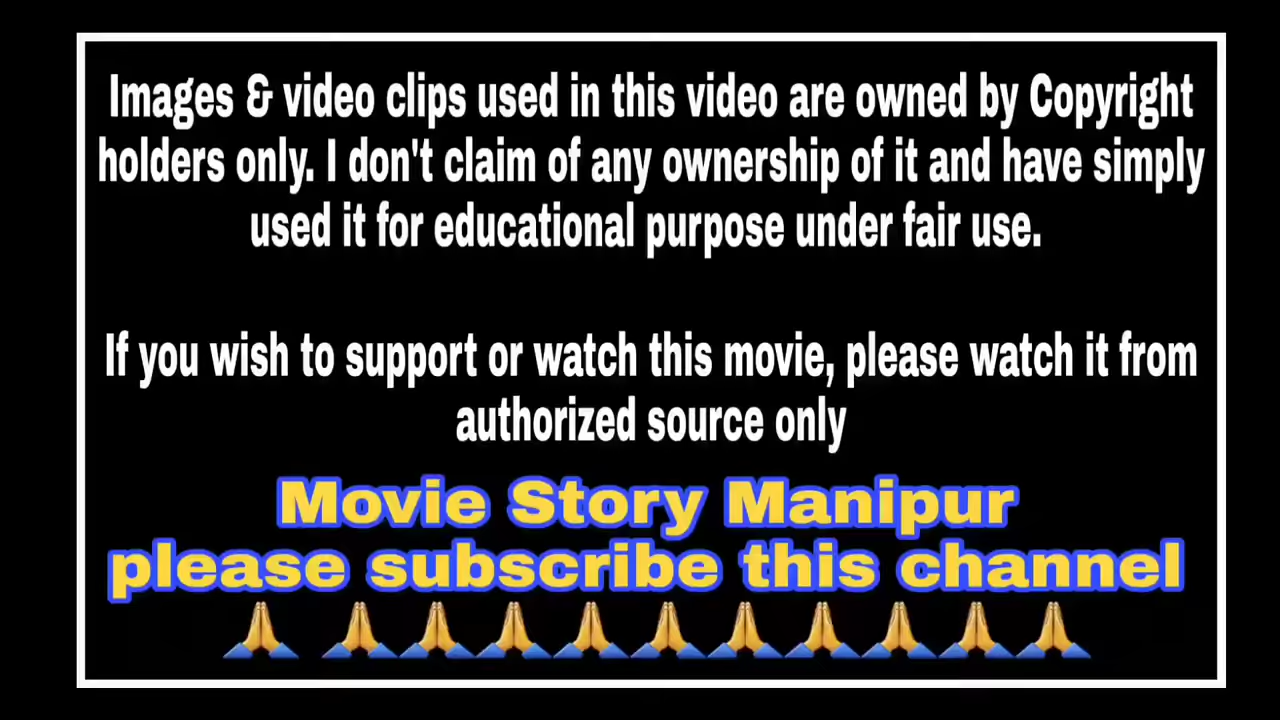 Images & video clips used in this video are owned by Copyright
holders only. I don't claim of any ownership of it and have simply
used it for educational purpose under fair use.
If you wish to support or watch this movie, please watch it from
authorized source only
Movie Story Manipur
please subscribe this channel
🙏 🙏🙏🙏🙏🙏🙏🙏🙏🙏🙏